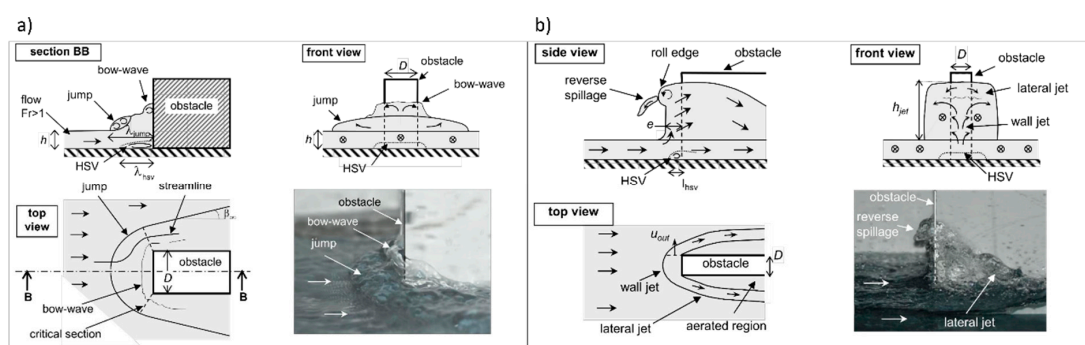 a)
section BB
bow-wave
jump
flow
Fr>1
h
obstacle
λjump
HSV
λhsv
front view
D
obstacle
bow-wave
jump
h
HSV
top
view
jump
streamline
obstacle
D
B
B
bow-wave
critical section
obstacle
bow-wave
jump
b)
side view
roll edge
obstacle
reverse
spillage
e
HSV
lhsv
front view
D
obstacle
lateral jet
hjet
wall jet
HSV
top view
uout
obstacle
D
wall jet
lateral jet
aerated region
obstacle
reverse
spillage
lateral jet